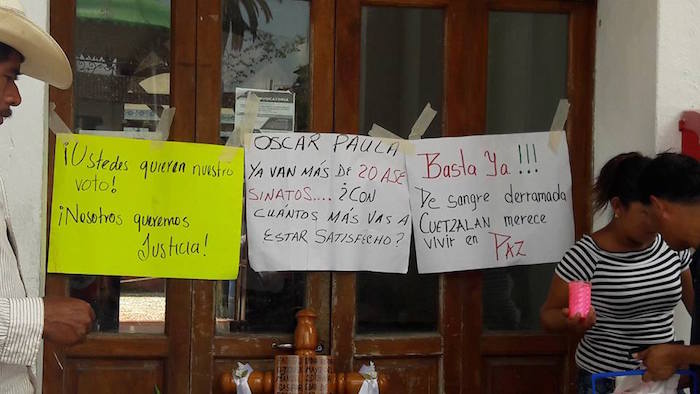 ¡Ustedes quieren nuestro
voto!
¡Nosotros queremos
Justicia!
OSCAR PAULA
YA VAN MÁS DE 20 ASE
SINATOS.... ¿CON
CUÁNTOS MÁS VAS A
ESTAR SATISFECHO?
Basta Ya!!!
De sangre derramada
CUETZALAN merece
vivir en PAZ